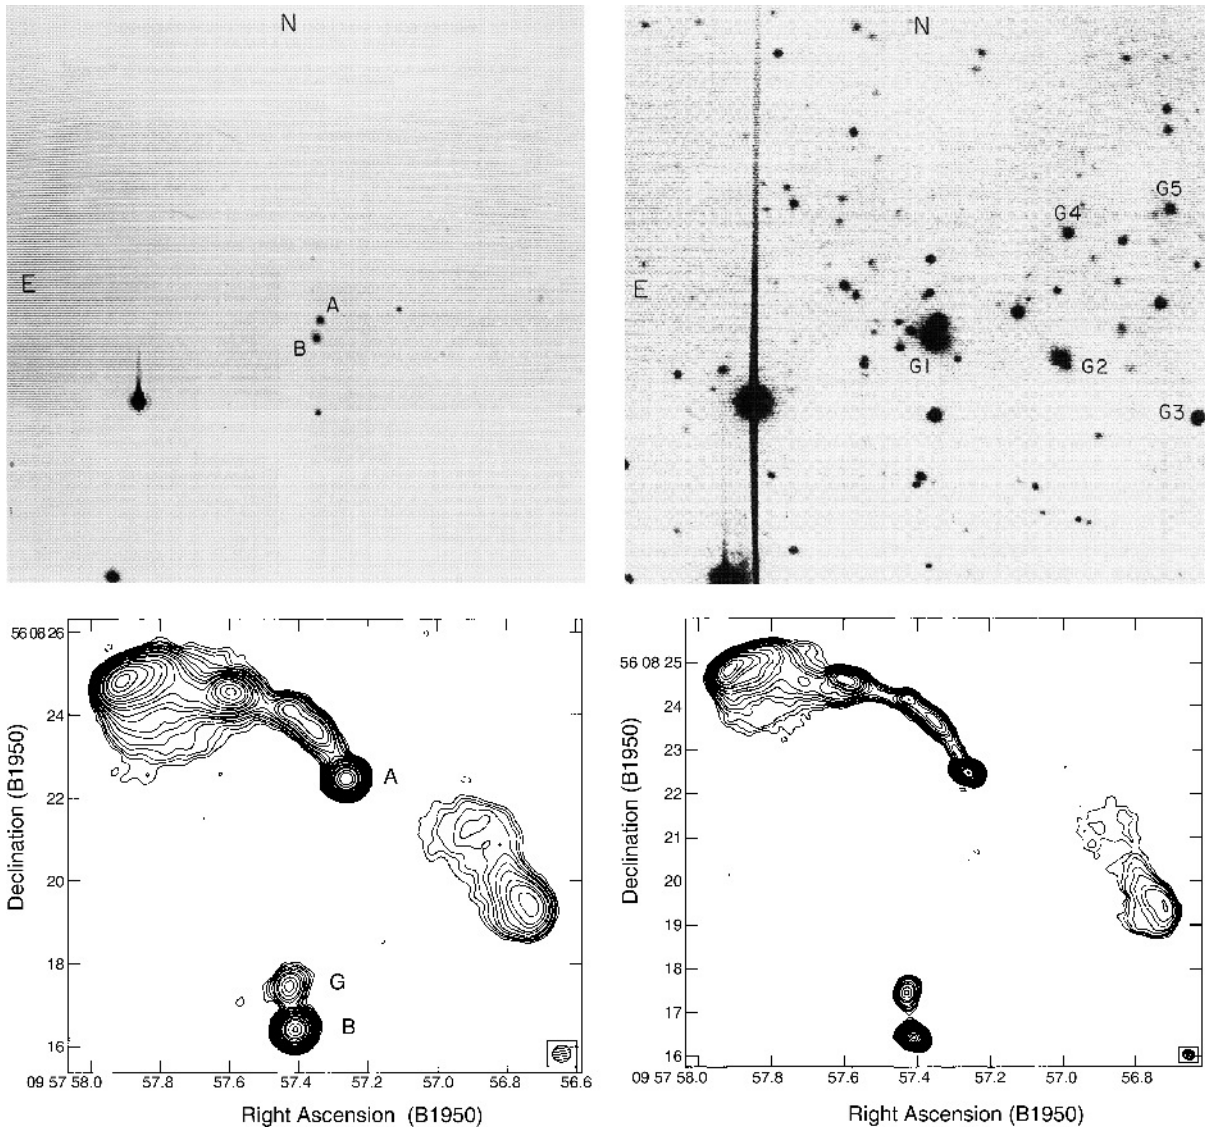 N
E
A
B
N
G5
G4
E
G1
G2
G3
56 08 26
24
22
20
18
16
Declination (B1950)
A
G
B
09 57 58.0
57.8
57.6
57.4
57.2
57.0
56.8
56.6
Right Ascension (B1950)
56 08 25
24
23
22
21
20
19
18
17
16
Declination (B1950)
09 57 58.0
57.8
57.6
57.4
57.2
57.0
56.8
Right Ascension (B1950)